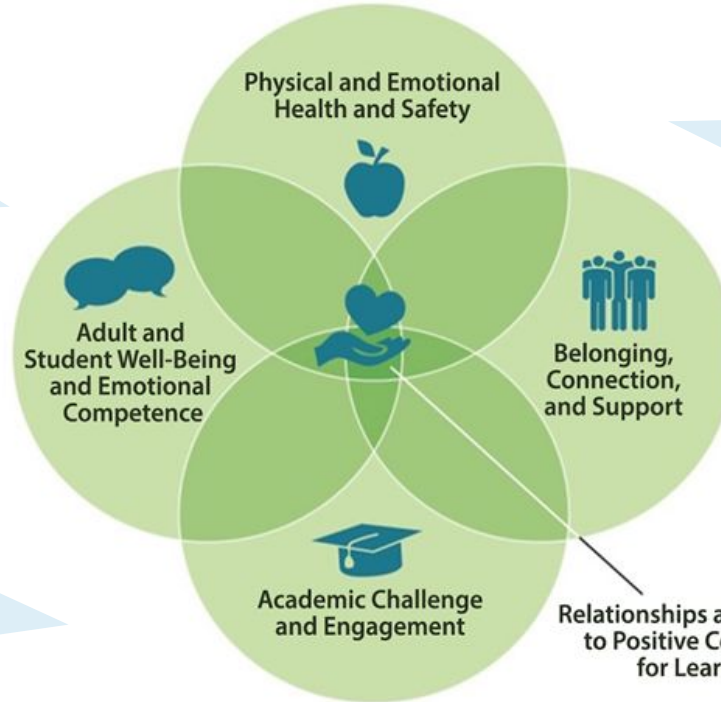 Physical and Emotional
Health and Safety
Adult and
Student Well-Being
and Emotional
Competence
Belonging,
Connection,
and Support
Academic Challenge
and Engagement
Relationships
to Positive
for